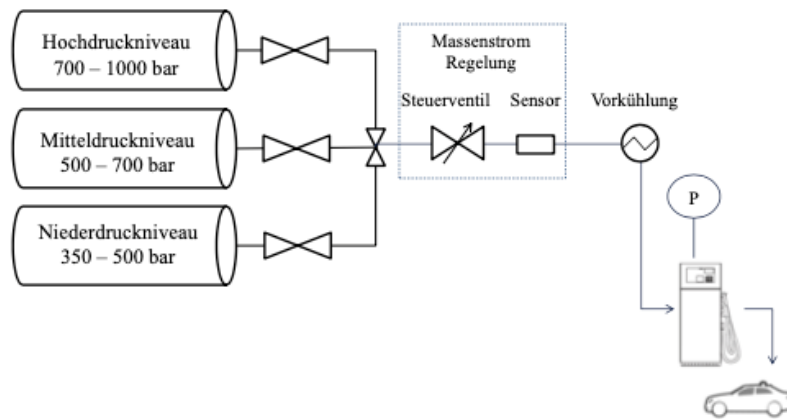 Hochdruckniveau
700 – 1000 bar
Mitteldruckniveau
500 – 700 bar
Niederdruckniveau
350 – 500 bar
Massenstrom
Regelung
Steuerventil
Sensor
Vorkühlung
P